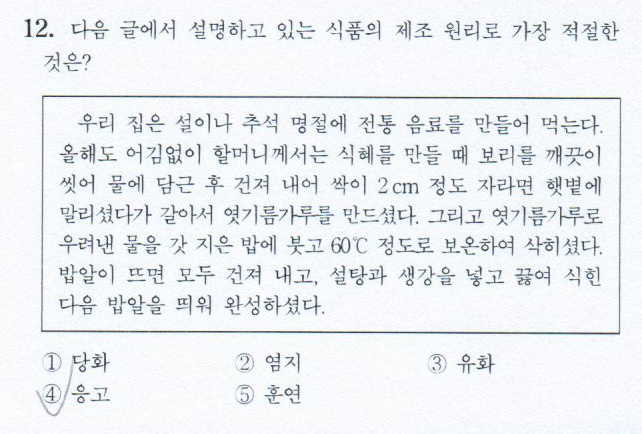 12. 다음 글에서 설명하고 있는 식품의 제조 원리로 가장 적절한
것은?
우리 집은 설이나 추석 명절에 전통 음료를 만들어 먹는다.
올해도 어김없이 할머니께서는 식혜를 만들 때 보리를 깨끗이
씻어 물에 담근 후 건져 내어 싹이 2cm 정도 자라면 햇볕에
말리셨다가 갈아서 엿기름가루를 만드셨다. 그리고 엿기름가루로
우려낸 물을 갓 지은 밥에 붓고 60℃ 정도로 보온하여 삭히셨다.
밥알이 뜨면 모두 건져 내고, 설탕과 생강을 넣고 끓여 식힌
다음 밥알을 띄워 완성하셨다.
① 당화 ② 염지 ③ 유화
④ 응고 ⑤ 훈연